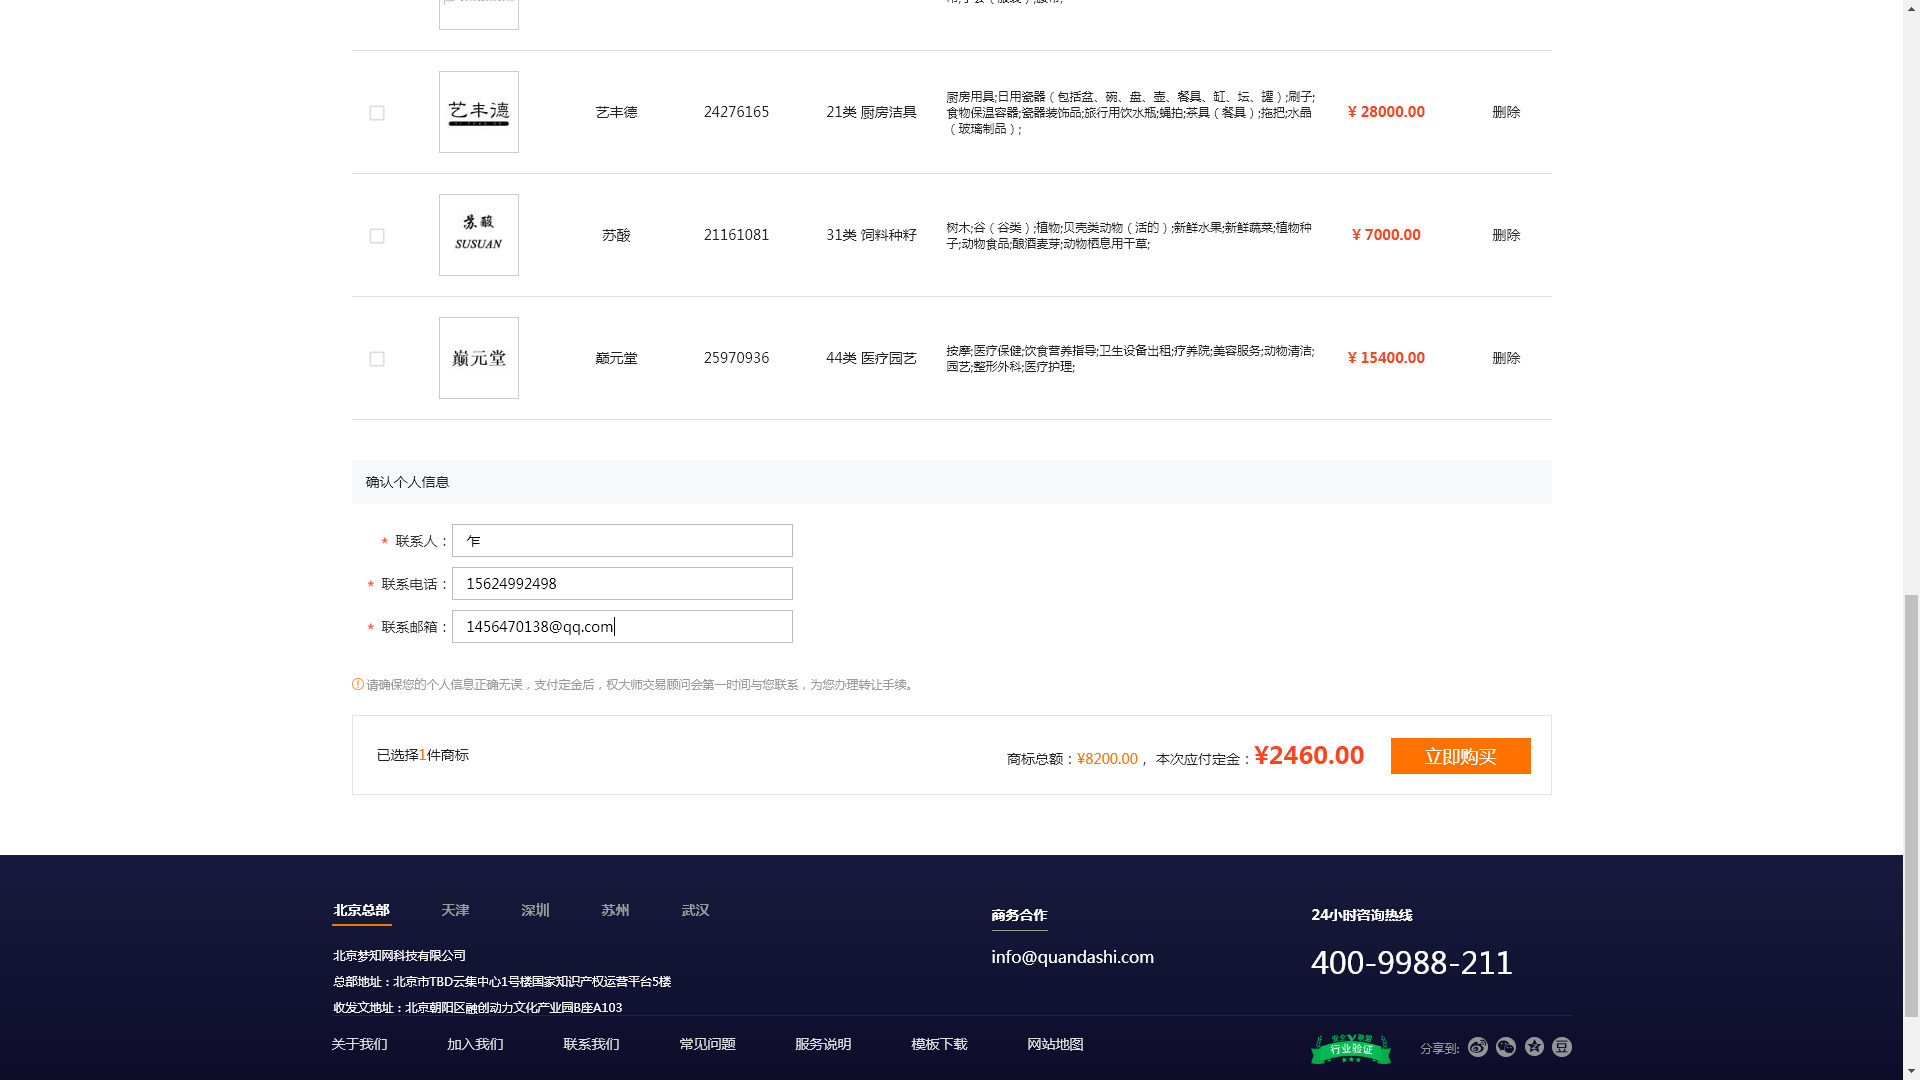 艺丰德
艺丰德
24276165
21类 厨房洁具
厨房用具;日用瓷器（包括盆、碗、盘、壶、餐具、缸、坛、罐）;刷子;
食物保温容器;瓷器装饰品;旅行用饮水瓶;蝇拍;茶具（餐具）;拖把;水晶
（玻璃制品）;
¥ 28000.00
删除
苏酸
SUSUAN
苏酸
21161081
31类 饲料种籽
树木;谷（谷类）;植物;贝壳类动物（活的）;新鲜水果;新鲜蔬菜;植物种
子;动物食品;酿酒麦芽;动物栖息用干草;
¥ 7000.00
删除
巅元堂
巅元堂
25970936
44类 医疗园艺
按摩;医疗保健;饮食营养指导;卫生设备出租;疗养院;美容服务;动物清洁;
园艺;整形外科;医疗护理;
¥ 15400.00
删除
确认个人信息
* 联系人：乍
* 联系电话：15624992498
* 联系邮箱：1456470138@qq.com
请确保您的个人信息正确无误，支付定金后，权大师交易顾问会第一时间与您联系，为您办理转让手续。
已选择1件商标
商标总额：¥8200.00 ，本次应付定金：¥2460.00
立即购买
北京总部 天津 深圳 苏州 武汉
北京梦知网科技有限公司
总部地址：北京市TBD云集中心1号楼国家知识产权运营平台5楼
收发文地址：北京朝阳区融创动力文化产业园B座A103
商务合作
info@quandashi.com
24小时咨询热线
400-9988-211
关于我们 加入我们 联系我们 常见问题 服务说明 模板下载 网站地图
安全联盟
行业验证
分享到:
豆